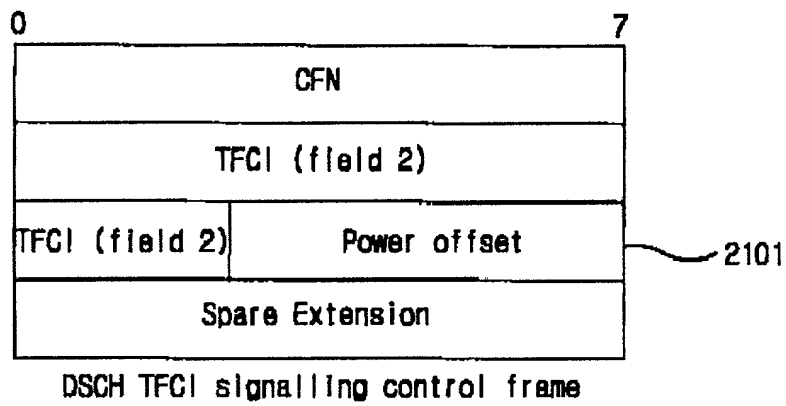 0 7
CFN
TFCI (field 2)
TFCI (field 2) Power offset 2101
Spare Extension
DSCH TFCI signalling control frame